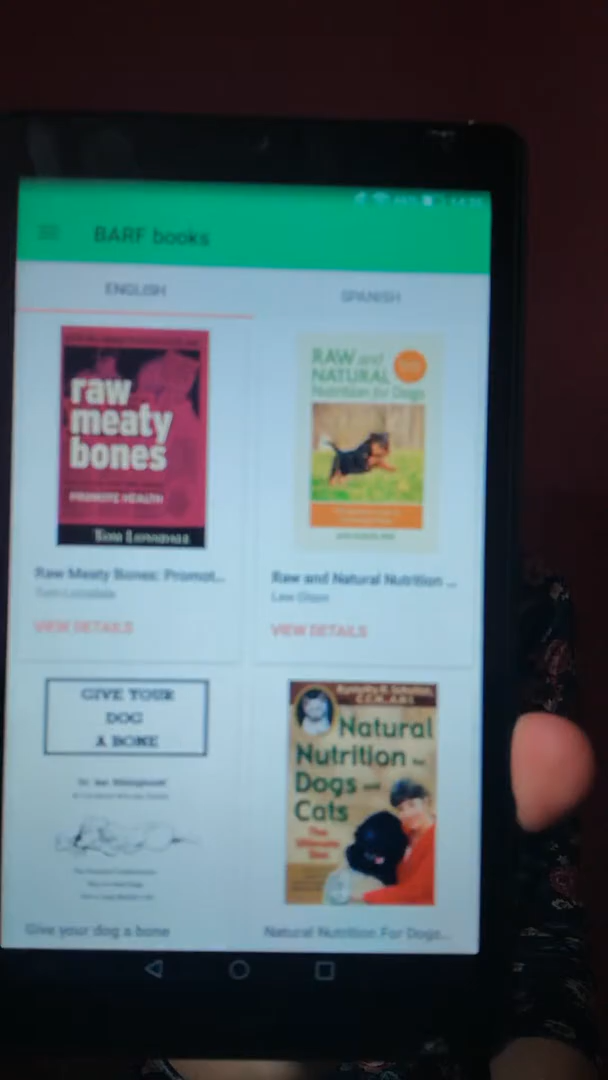 BARF books
ENGLISH
SPANISH
raw
meaty
bones
PROMOTE HEALTH
Tom Lonsdale
RAW and
NATURAL
Nutrition for Dogs
Raw Meaty Bones: Promot...
Tom Lonsdale
Raw and Natural Nutrition ...
Lew Olson
VIEW DETAILS
VIEW DETAILS
GIVE YOUR
DOG
A BONE
Natural
Nutrition for
Dogs and
Cats
The
Ultimate
Diet
Give your dog a bone
Natural Nutrition For Dogs...